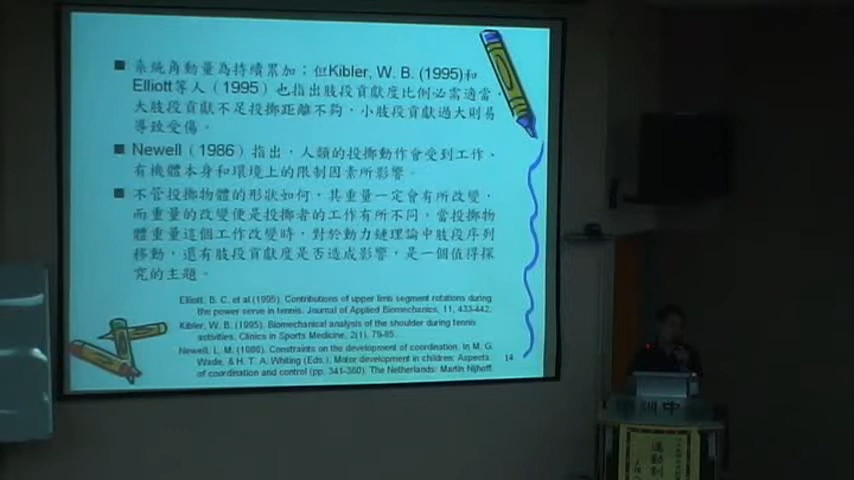 ■ 系統角動量為持續累加；但Kibler, W. B. (1995)和
Elliott等人（1995）也指出肢段貢獻度比例必需適當，
大肢段貢獻不足投擲距離不夠，小肢段貢獻過大則易
導致受傷。
■ Newell（1986）指出，人類的投擲動作會受到工作、
有機體本身和環境上的限制因素所影響。
■ 不管投擲物體的形狀如何，其重量一定會有所改變，
而重量的改變便是投擲者的工作有所不同，當投擲物
體重量這個工作改變時，對於動力鏈理論中肢段序列
移動，還有肢段貢獻度是否造成影響，是一個值得探
究的主題。
Elliott, B. C. et al (1995). Contributions of upper limb segment rotations during
the power serve in tennis. Journal of Applied Biomechanics, 11, 433-442.
Kibler, W. B. (1995). Biomechanical analysis of the shoulder during tennis
activities. Clinics in Sports Medicine, 2(1), 79-85.
Newell, L. M. (1986). Constraints on the development of coordination. In M. G.
Wade, & H. T. A. Whiting (Eds.), Motor development in children: Aspects
of coordination and control (pp. 341-360). The Netherlands: Martin Nijhoff
14
訓中
運動